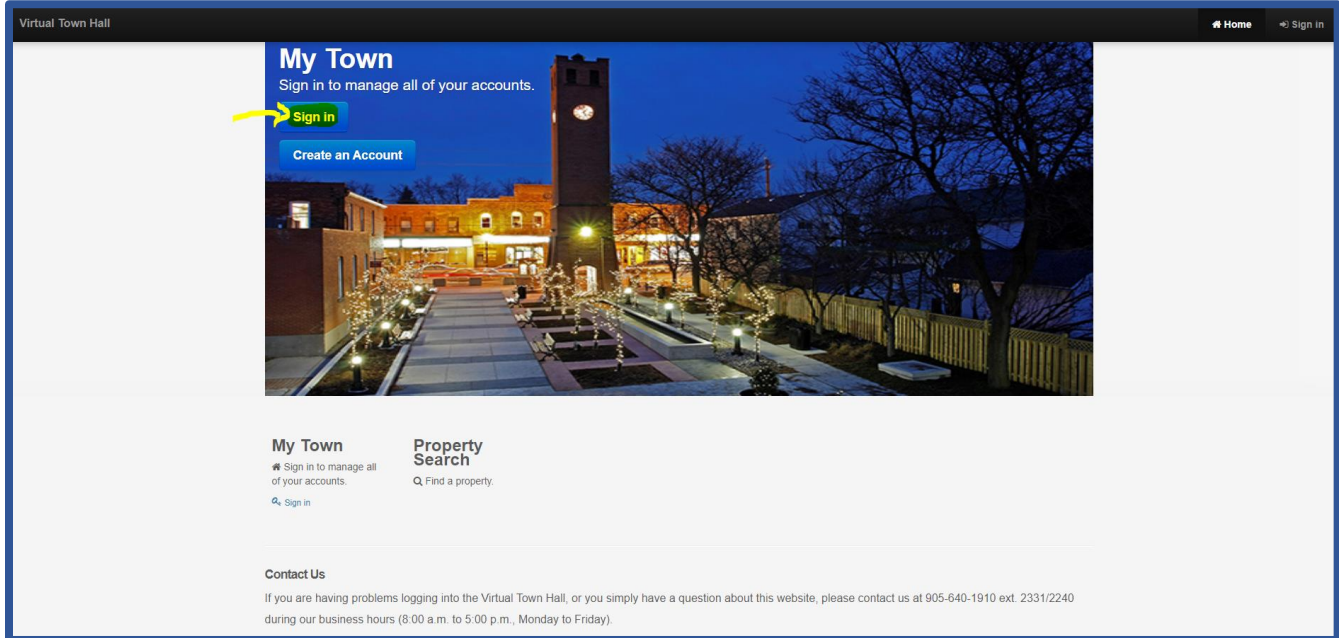 Virtual Town Hall
Home
Sign in
My Town
Sign in to manage all of your accounts.
Sign in
Create an Account
My Town
Sign in to manage all
of your accounts.
Sign in
Property
Search
Find a property.
Contact Us
If you are having problems logging into the Virtual Town Hall, or you simply have a question about this website, please contact us at 905-640-1910 ext. 2331/2240
during our business hours (8:00 a.m. to 5:00 p.m., Monday to Friday).